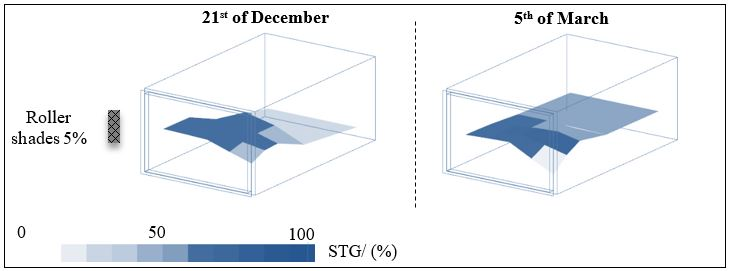 21st of December
5th of March
Roller
shades 5%
0
50
100
STG/ (%)